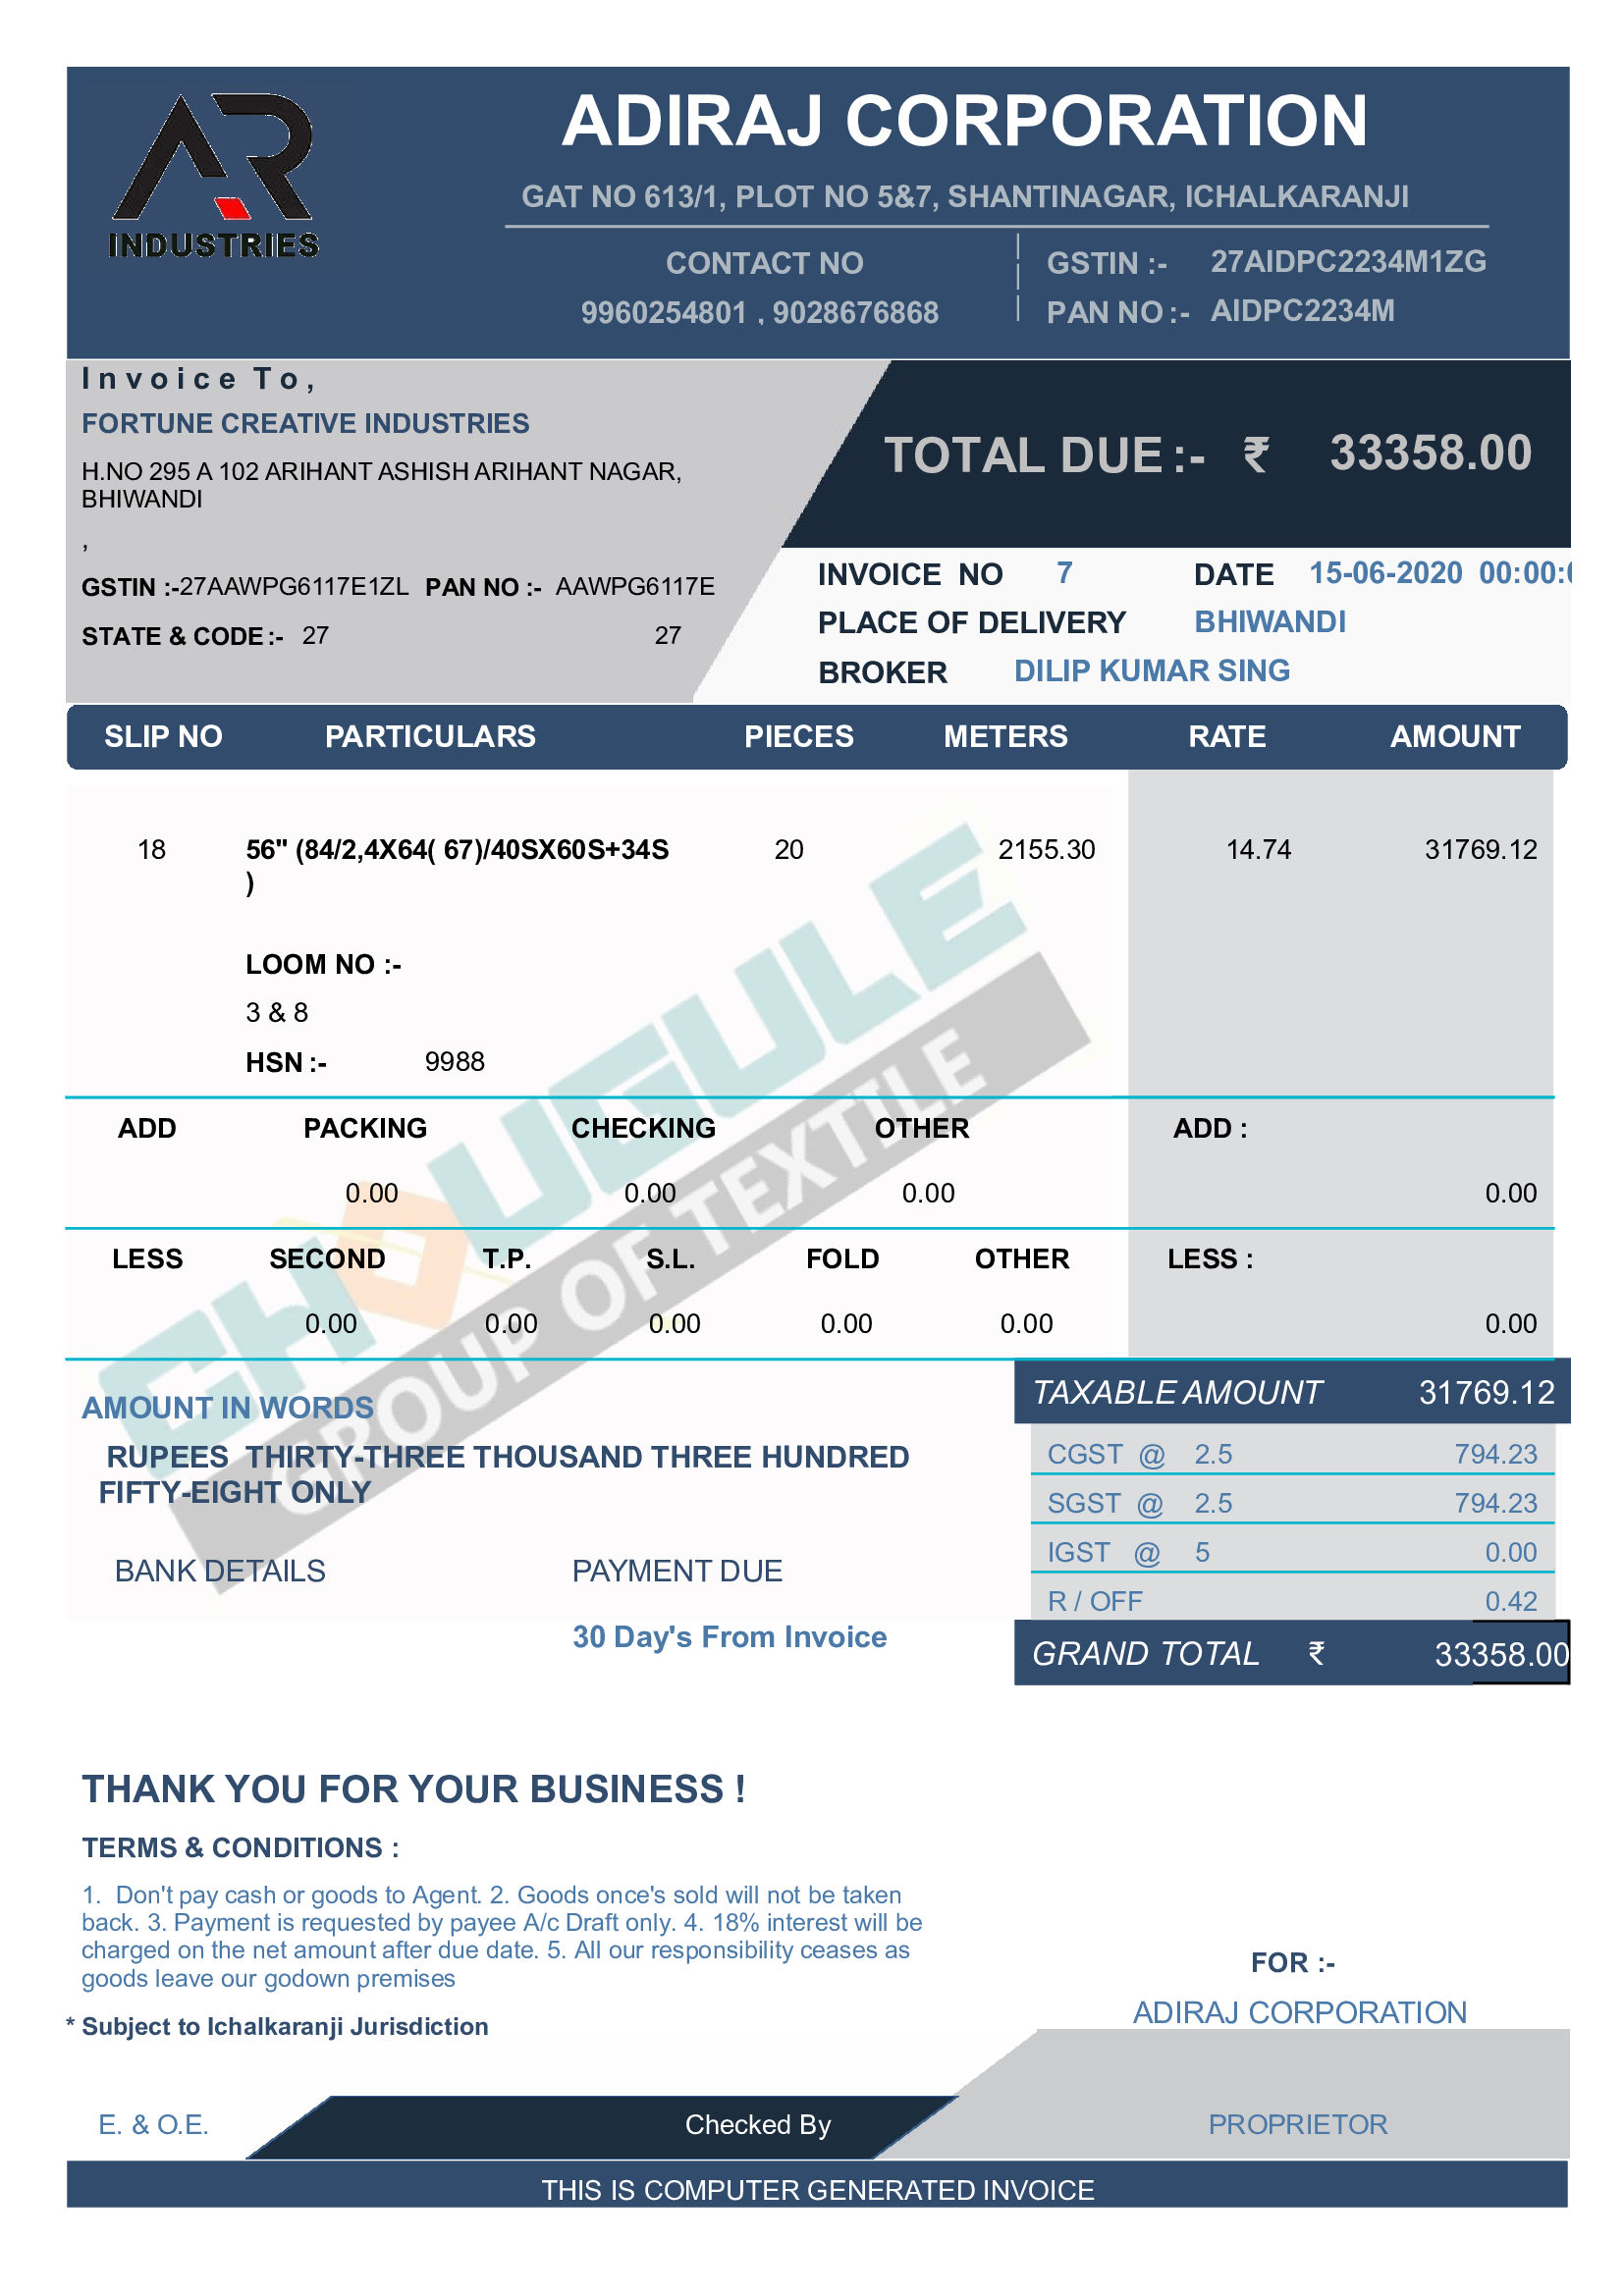 AR
INDUSTRIES
ADIRAJ CORPORATION
GAT NO 613/1, PLOT NO 5&7, SHANTINAGAR, ICHALKARANJI
CONTACT NO
9960254801 , 9028676868
GSTIN :- 27AIDPC2234M1ZG
PAN NO :- AIDPC2234M
Invoice To,
FORTUNE CREATIVE INDUSTRIES
H.NO 295 A 102 ARIHANT ASHISH ARIHANT NAGAR,
BHIWANDI
,
GSTIN :-27AAWPG6117E1ZL PAN NO :- AAWPG6117E
STATE & CODE :- 27 27
TOTAL DUE :- ₹ 33358.00
INVOICE NO 7 DATE 15-06-2020 00:00:
PLACE OF DELIVERY BHIWANDI
BROKER DILIP KUMAR SING
SLIP NO PARTICULARS PIECES METERS RATE AMOUNT
18 56" (84/2,4X64( 67)/40SX60S+34S 20 2155.30 14.74 31769.12
)
LOOM NO :-
3 & 8
HSN :- 9988
CHOUGULE
GROUP OF TEXTILE
ADD PACKING CHECKING OTHER ADD :
0.00 0.00 0.00 0.00
LESS SECOND T.P. S.L. FOLD OTHER LESS :
0.00 0.00 0.00 0.00 0.00 0.00
AMOUNT IN WORDS
RUPEES THIRTY-THREE THOUSAND THREE HUNDRED
FIFTY-EIGHT ONLY
BANK DETAILS PAYMENT DUE
30 Day's From Invoice
TAXABLE AMOUNT 31769.12
CGST @ 2.5 794.23
SGST @ 2.5 794.23
IGST @ 5 0.00
R / OFF 0.42
GRAND TOTAL ₹ 33358.00
THANK YOU FOR YOUR BUSINESS !
TERMS & CONDITIONS :
1. Don't pay cash or goods to Agent. 2. Goods once's sold will not be taken
back. 3. Payment is requested by payee A/c Draft only. 4. 18% interest will be
charged on the net amount after due date. 5. All our responsibility ceases as
goods leave our godown premises
* Subject to Ichalkaranji Jurisdiction
FOR :-
ADIRAJ CORPORATION
E. & O.E. Checked By PROPRIETOR
THIS IS COMPUTER GENERATED INVOICE